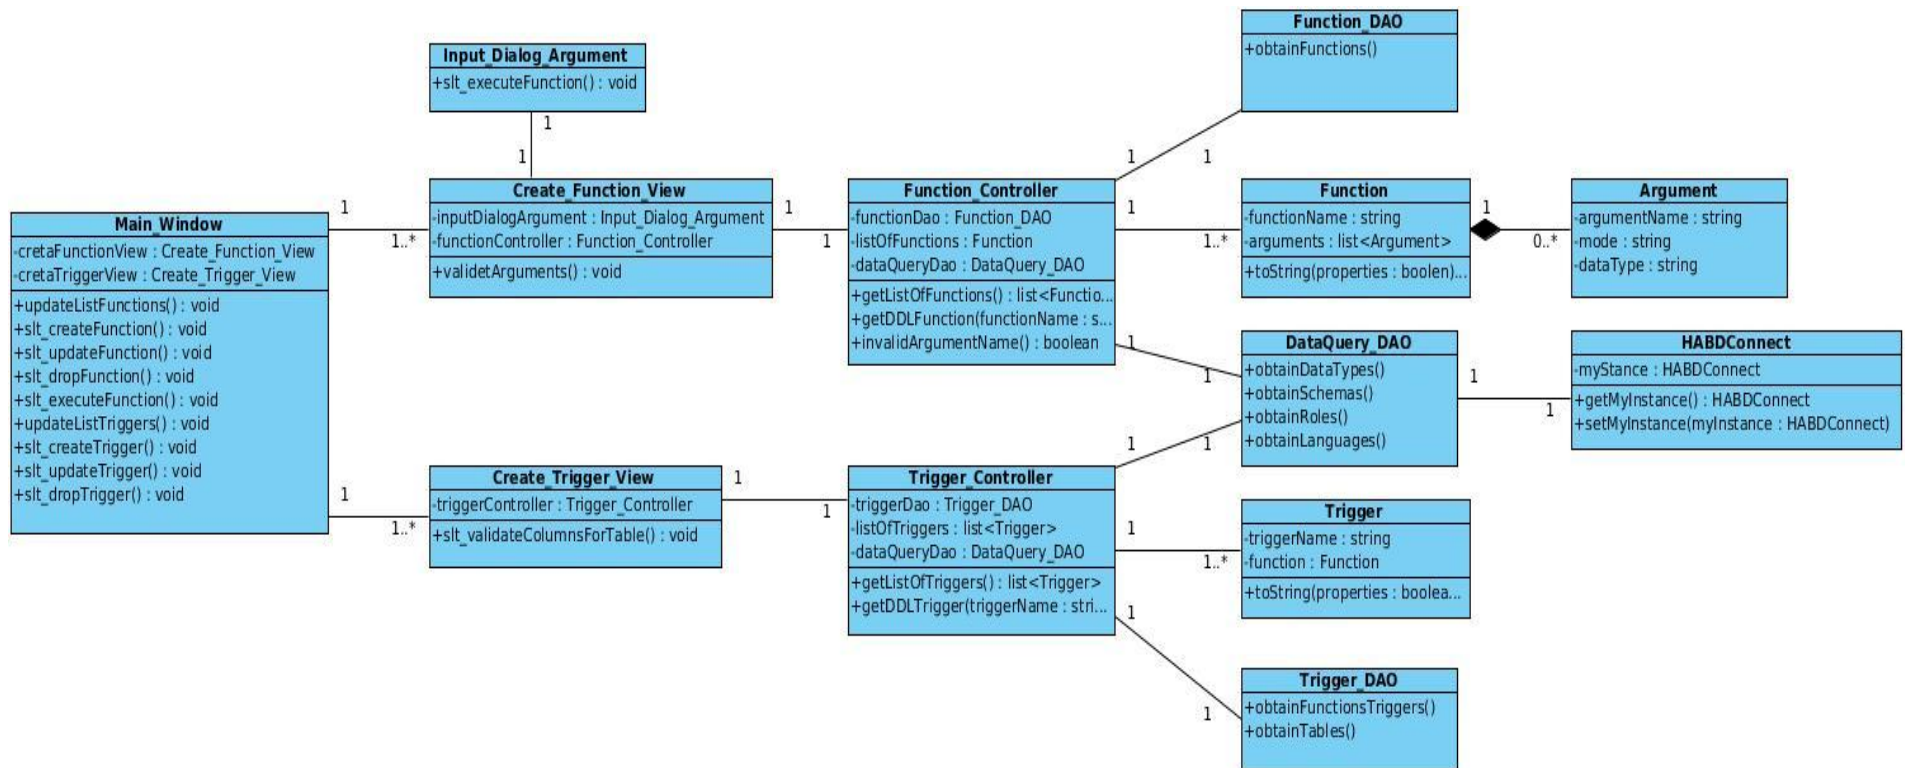 Function_DAO
+obtainFunctions()
Input_Dialog_Argument
+slt_executeFunction() : void
1
1
1
1
Main_Window
-cretaFunctionView : Create_Function_View
-cretaTriggerView : Create_Trigger_View
+updateListFunctions() : void
+slt_createFunction() : void
+slt_updateFunction() : void
+slt_dropFunction() : void
+slt_executeFunction() : void
+updateListTriggers() : void
+slt_createTrigger() : void
+slt_updateTrigger() : void
+slt_dropTrigger() : void
1
1..*
Create_Function_View
-inputDialogArgument : Input_Dialog_Argument
-functionController : Function_Controller
+validetArguments() : void
1
1
Function_Controller
-functionDao : Function_DAO
-listOfFunctions : Function
-dataQueryDao : DataQuery_DAO
+getListOfFunctions() : list<Functio...
+getDDLFunction(functionName : s...
+invalidArgumentName() : boolean
1
1..*
Function
-functionName : string
-arguments : list<Argument>
+toString(properties : boolen)...
1
0..*
Argument
-argumentName : string
-mode : string
-dataType : string
1
1
DataQuery_DAO
+obtainDataTypes()
+obtainSchemas()
+obtainRoles()
+obtainLanguages()
1
1
HABDConnect
-myStance : HABDConnect
+getMyInstance() : HABDConnect
+setMyInstance(myInstance : HABDConnect)
1
1
1
1..*
Create_Trigger_View
-triggerController : Trigger_Controller
+slt_validateColumnsForTable() : void
1
1
Trigger_Controller
-triggerDao : Trigger_DAO
-listOfTriggers : list<Trigger>
-dataQueryDao : DataQuery_DAO
+getListOfTriggers() : list<Trigger>
+getDDLTrigger(triggerName : stri...
1
1..*
Trigger
-triggerName : string
-function : Function
+toString(properties : boolea...
1
1
Trigger_DAO
+obtainFunctionsTriggers()
+obtainTables()